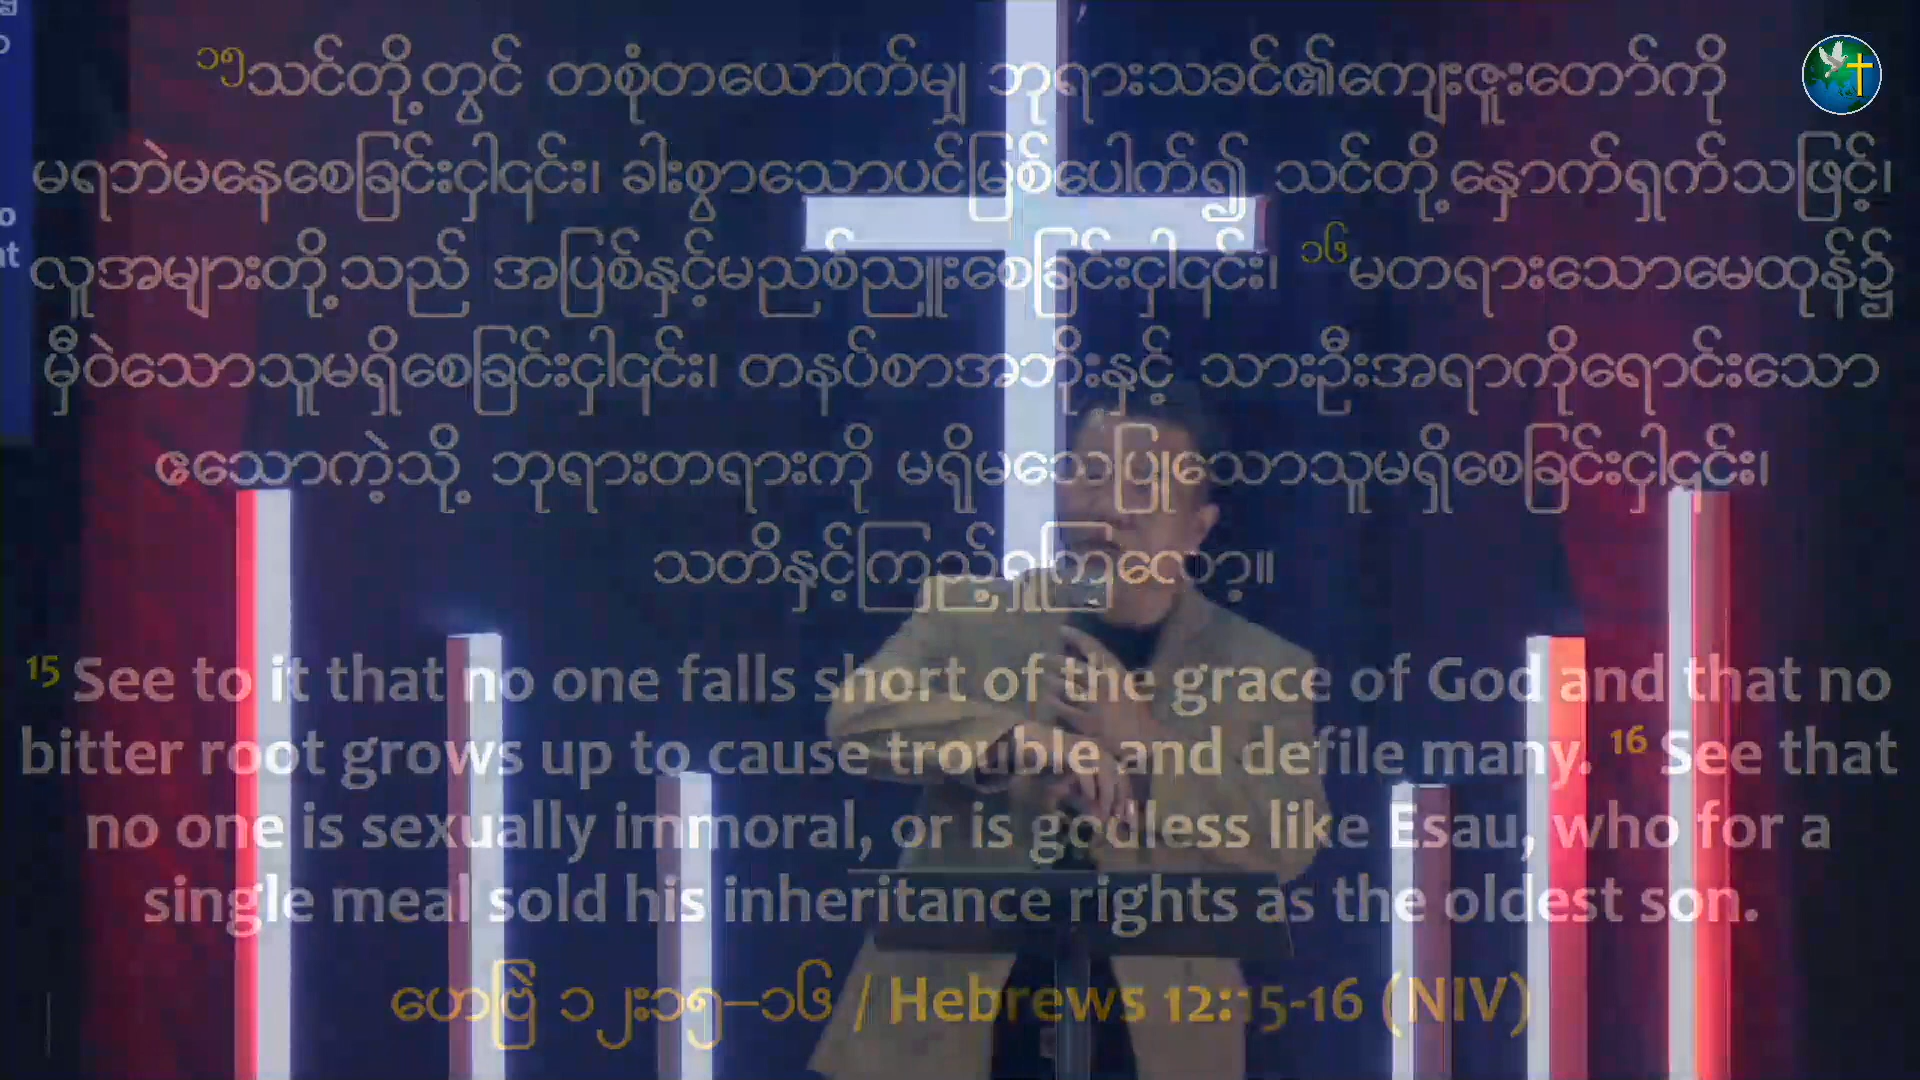 ၁၅သင်တို့တွင် တစုံတယောက်မျှ ဘုရားသခင်၏ကျေးဇူးတော်ကို
မရဘဲမနေစေခြင်းငှါ၎င်း၊ ခါးစွာသောပင်မြစ်ပေါက်၍ သင်တို့နှောက်ရှက်သဖြင့်၊
လူအများတို့သည် အပြစ်နှင့်မညစ်ညူးစေခြင်းငှါ၎င်း၊ ၁၆မတရားသောမေထုန်၌
မှီဝဲသောသူမရှိစေခြင်းငှါ၎င်း၊ တနပ်စာအဘိုးနှင့် သားဦးအရာကိုရောင်းသော
ဧသောကဲ့သို့ ဘုရားတရားကို မရိုမသေပြုသောသူမရှိစေခြင်းငှါ၎င်း၊
သတိနှင့်ကြည့်ရှုကြလော့။
15 See to it that no one falls short of the grace of God and that no
bitter root grows up to cause trouble and defile many. 16 See that
no one is sexually immoral, or is godless like Esau, who for a
single meal sold his inheritance rights as the oldest son.
ဟေဗြဲ ၁၂:၁၅–၁၆ / Hebrews 12:15-16 (NIV)